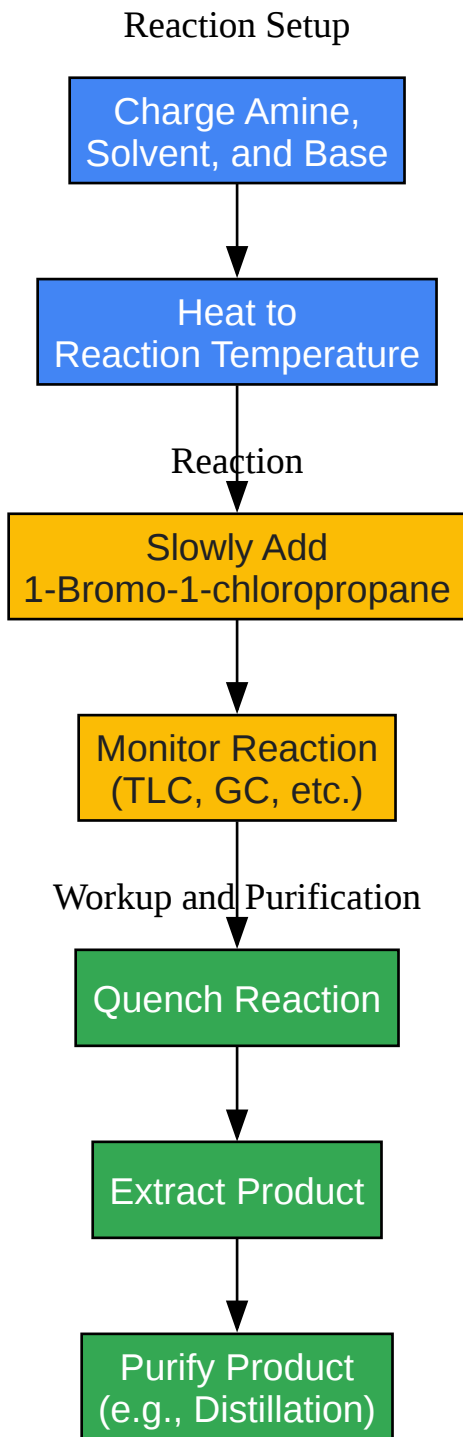 Reaction Setup
Charge Amine,
Solvent, and Base
Heat to
Reaction Temperature
Reaction
Slowly Add
1-Bromo-1-chloropropane
Monitor Reaction
(TLC, GC, etc.)
Workup and Purification
Quench Reaction
Extract Product
Purify Product
(e.g., Distillation)